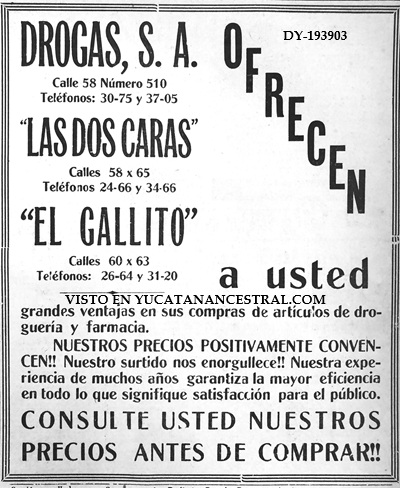 DY-193903
DROGAS, S. A.
Calle 58 Número 510
Teléfonos: 30-75 y 37-05
"LAS DOS CARAS"
Calles 58 x 65
Teléfonos 24-66 y 34-66
"EL GALLITO"
Calles 60 x 63
Teléfonos: 26-64 y 31-20
OFRECEN
a usted
VISTO EN YUCATANANCESTRAL.COM
grandes ventajas en sus compras de artículos de dro-
guería y farmacia.
NUESTROS PRECIOS POSITIVAMENTE CONVEN-
CEN!! Nuestro surtido nos enorgullece!! Nuestra expe-
riencia de muchos años garantiza la mayor eficiencia
en todo lo que signifique satisfacción para el público.
CONSULTE USTED NUESTROS
PRECIOS ANTES DE COMPRAR!!